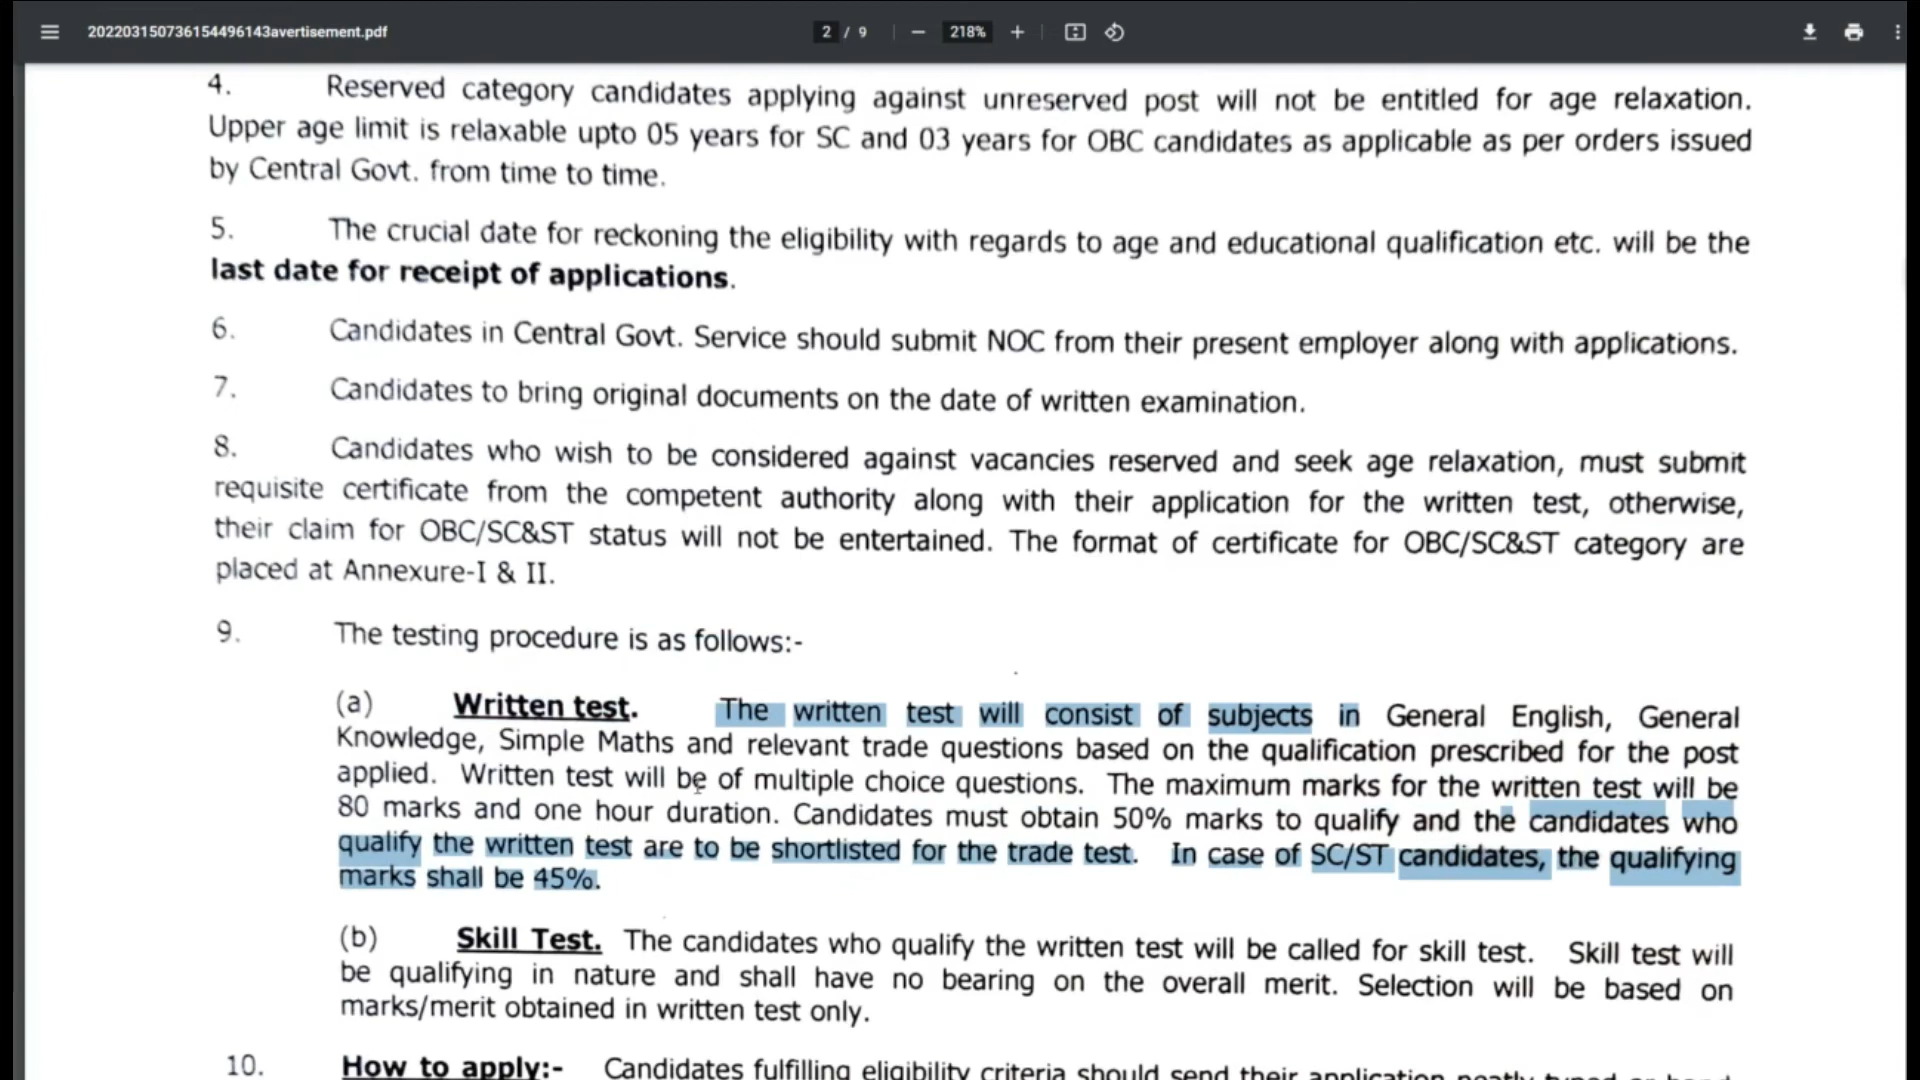 202203150736154496143avertisement.pdf
2 / 9
218%
4. Reserved category candidates applying against unreserved post will not be entitled for age relaxation.
Upper age limit is relaxable upto 05 years for SC and 03 years for OBC candidates as applicable as per orders issued
by Central Govt. from time to time.
5. The crucial date for reckoning the eligibility with regards to age and educational qualification etc. will be the
last date for receipt of applications.
6. Candidates in Central Govt. Service should submit NOC from their present employer along with applications.
7. Candidates to bring original documents on the date of written examination.
8. Candidates who wish to be considered against vacancies reserved and seek age relaxation, must submit
requisite certificate from the competent authority along with their application for the written test, otherwise,
their claim for OBC/SC&ST status will not be entertained. The format of certificate for OBC/SC&ST category are
placed at Annexure-I & II.
9. The testing procedure is as follows:-
(a) Written test. The written test will consist of subjects in General English, General
Knowledge, Simple Maths and relevant trade questions based on the qualification prescribed for the post
applied. Written test will be of multiple choice questions. The maximum marks for the written test will be
80 marks and one hour duration. Candidates must obtain 50% marks to qualify and the candidates who
qualify the written test are to be shortlisted for the trade test. In case of SC/ST candidates, the qualifying
marks shall be 45%.
(b) Skill Test. The candidates who qualify the written test will be called for skill test. Skill test will
be qualifying in nature and shall have no bearing on the overall merit. Selection will be based on
marks/merit obtained in written test only.
10. How to apply:- Candidates fulfilling eligibility criteria should send their application neatly typed or hand